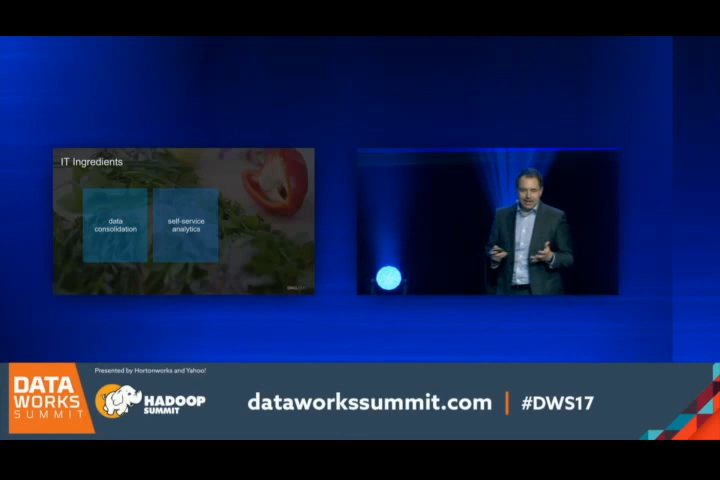 IT Ingredients
data
consolidation
self-service
analytics
Presented by Hortonworks and Yahoo!
DATA
WORKS
SUMMIT
HADOOP
SUMMIT
dataworkssummit.com
#DWS17